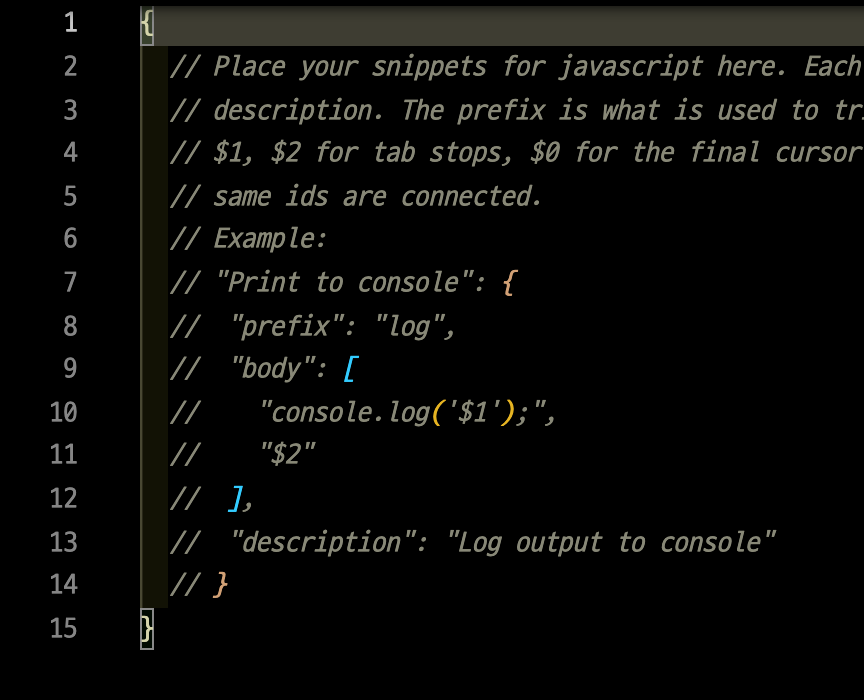 1 {
2 // Place your snippets for javascript here. Each
3 // description. The prefix is what is used to
4 // $1, $2 for tab stops, $0 for the final cursor
5 // same ids are connected.
6 // Example:
7 // "Print to console": {
8 //  "prefix": "log",
9 //  "body": [
10 //    "console.log('$1');",
11 //    "$2"
12 //  ],
13 //  "description": "Log output to console"
14 // }
15 }